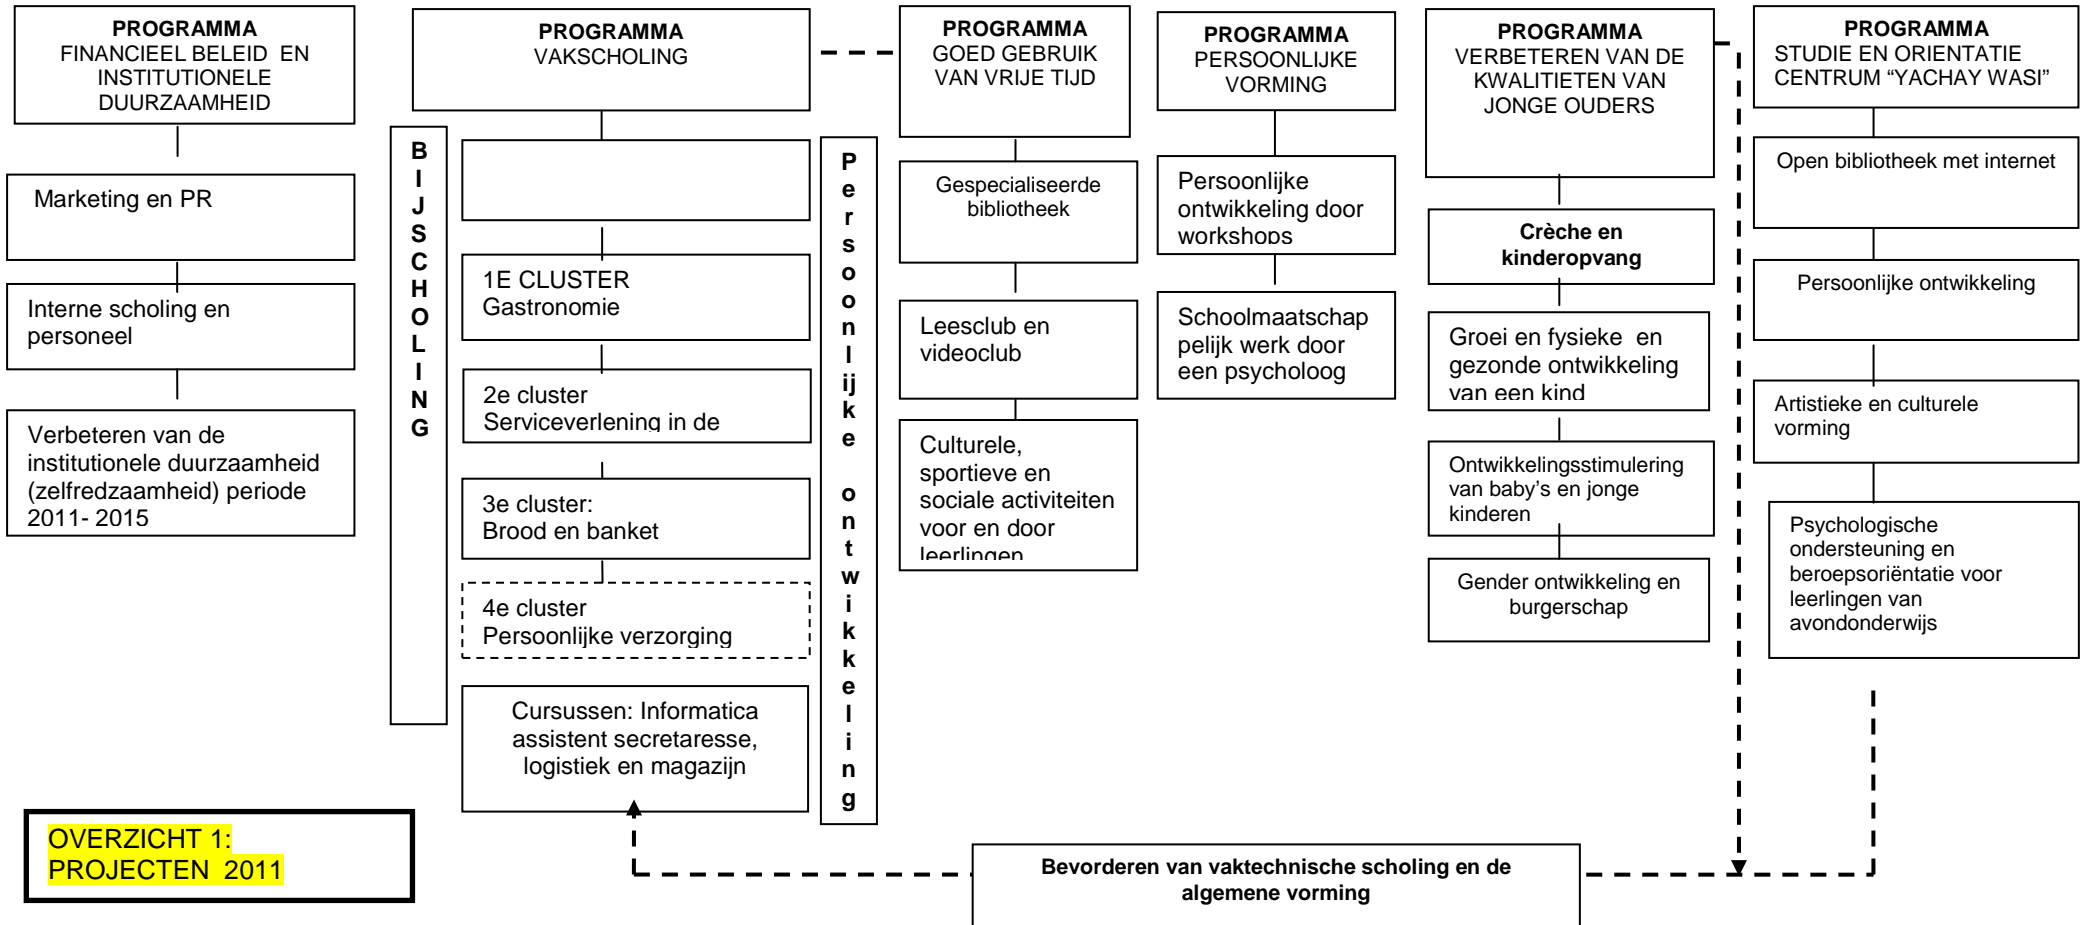 PROGRAMMA
FINANCIEEL BELEID EN
INSTITUTIONELE
DUURZAAMHEID
Marketing en PR
Interne scholing en
personeel
Verbeteren van de
institutionele duurzaamheid
(zelfredzaamheid) periode
2011- 2015
PROGRAMMA
VAKSCHOLING
BIJSCHOLING
1E CLUSTER
Gastronomie
2e cluster
Serviceverlening in de
3e cluster:
Brood en banket
4e cluster
Persoonlijke verzorging
Cursussen: Informatica
assistent secretaresse,
logistiek en magazijn
Persoonlijke ontwikkeling
PROGRAMMA
GOED GEBRUIK
VAN VRIJE TIJD
Gespecialiseerde
bibliotheek
Leesclub en
videoclub
Culturele,
sportieve en
sociale activiteiten
voor en door
leerlingen
PROGRAMMA
PERSOONLIJKE
VORMING
Persoonlijke
ontwikkeling door
workshops
Schoolmaatschap
pelijk werk door
een psycholoog
PROGRAMMA
VERBETEREN VAN DE
KWALITIETEN VAN
JONGE OUDERS
Crèche en
kinderopvang
Groei en fysieke en
gezonde ontwikkeling
van een kind
Ontwikkelingsstimulering
van baby's en jonge
kinderen
Gender ontwikkeling en
burgerschap
PROGRAMMA
STUDIE EN ORIENTATIE
CENTRUM “YACHAY WASI”
Open bibliotheek met internet
Persoonlijke ontwikkeling
Artistieke en culturele
vorming
Psychologische
ondersteuning en
beroepsoriëntatie voor
leerlingen van
avondonderwijs
OVERZICHT 1:
PROJECTEN 2011
Bevorderen van vaktechnische scholing en de
algemene vorming